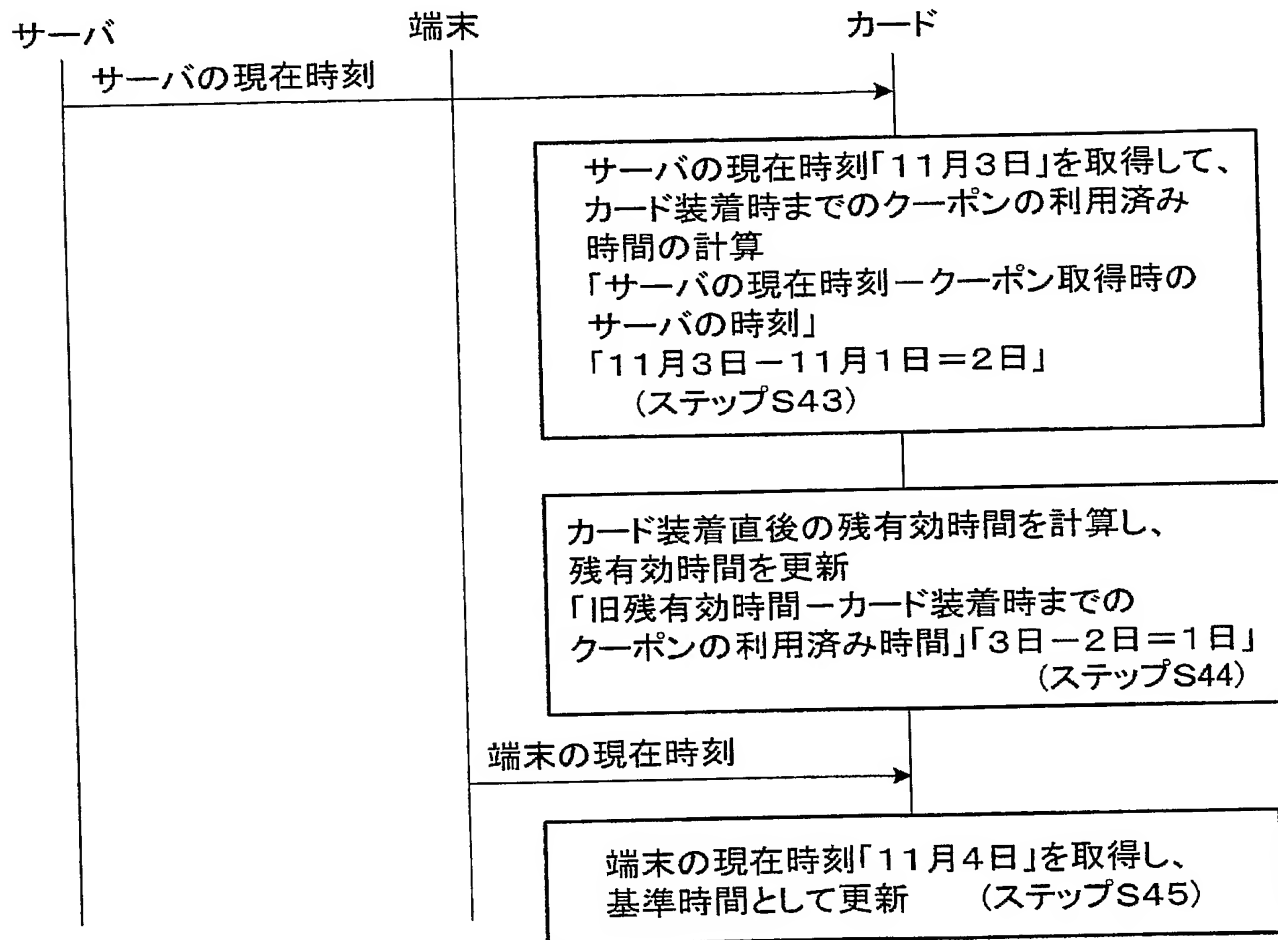 サーバ
端末
カード
サーバの現在時刻
サーバの現在時刻「11月3日」を取得して、
カード装着時までのクーポンの利用済み
時間の計算
「サーバの現在時刻－クーポン取得時の
サーバの時刻」
「11月3日－11月1日＝2日」
(ステップS43)
カード装着直後の残有効時間を計算し、
残有効時間を更新
「旧残有効時間－カード装着時までの
クーポンの利用済み時間」「3日－2日＝1日」
(ステップS44)
端末の現在時刻
端末の現在時刻「11月4日」を取得し、
基準時間として更新　　(ステップS45)